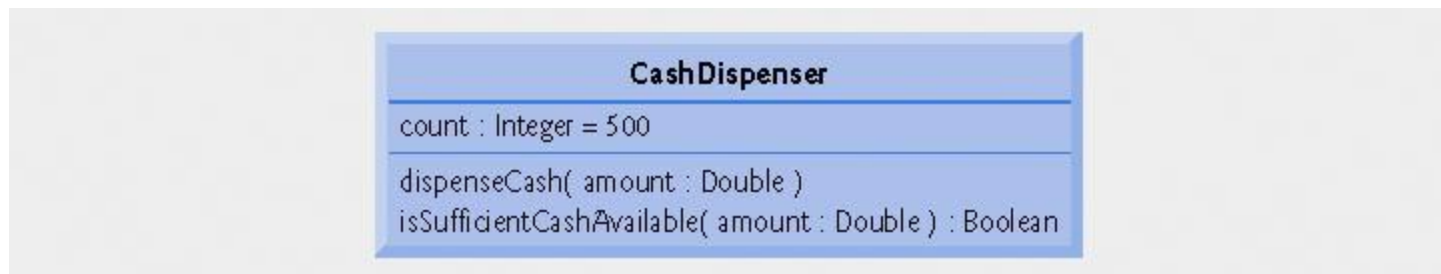 CashDispenser
count : Integer = 500
dispenseCash( amount : Double )
isSufficientCashAvailable( amount : Double ) : Boolean